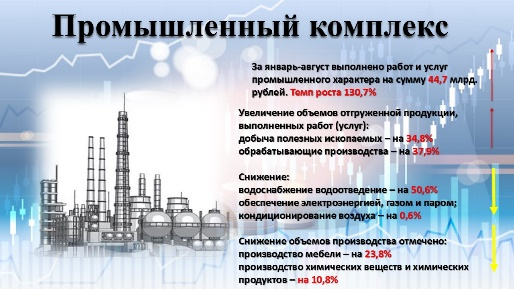 Промышленный комплекс
За январь-август выполнено работ и услуг
промышленного характера на сумму 44,7 млрд.
рублей. Темп роста 130,7%
Увеличение объемов отгруженной продукции,
выполненных работ (услуг):
добыча полезных ископаемых – на 34,8%
обрабатывающие производства – на 37,9%
Снижение:
водоснабжение водоотведение – на 50,6%
обеспечение электроэнергией, газом и паром;
кондиционирование воздуха – на 0,6%
Снижение объемов производства отмечено:
производство мебели – на 23,8%
производство химических веществ и химических
продуктов – на 10,8%